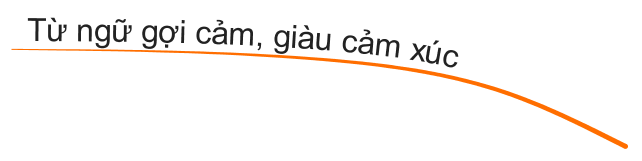 Từ ngữ gợi cảm, giàu cảm xúc